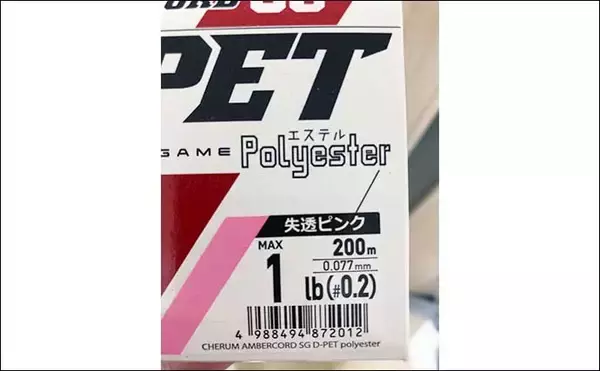 PET
エステル
GAME Polyester
失透ピンク
MAX 200m
0.077mm
1 lb(#0.2)
4 988494 872012
CHERUM AMBERCORD SG D-PET polyester